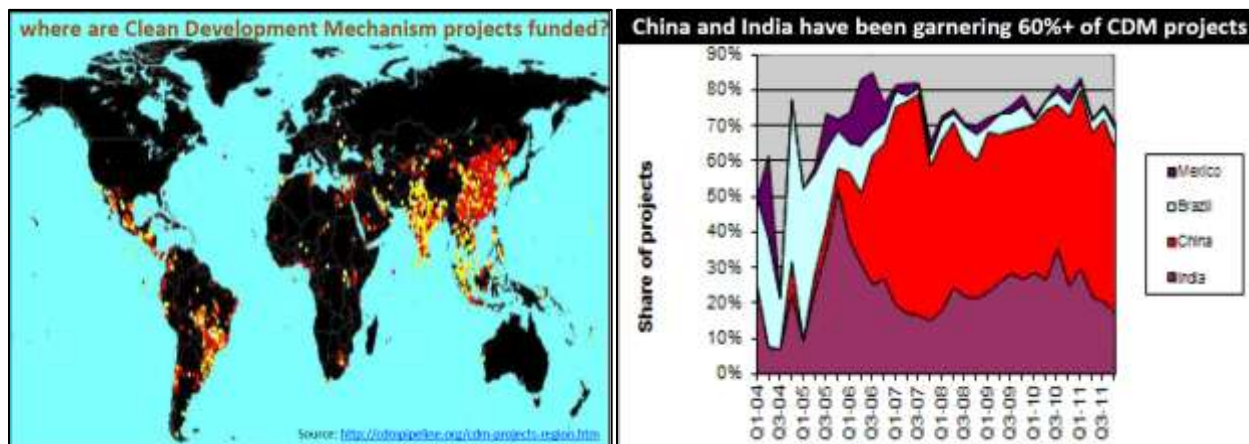 where are Clean Development Mechanism projects funded?
Source: http://cdmpipeline.org/cdm-projects-region.htm
China and India have been garnering 60%+ of CDM projects
90%
80%
70%
60%
50%
40%
30%
20%
10%
0%
Share of projects
Q1-04
Q3-04
Q1-05
Q3-05
Q1-06
Q3-06
Q1-07
Q3-07
Q1-08
Q3-08
Q1-09
Q3-09
Q1-10
Q3-10
Q1-11
Q3-11
Mexico
Brazil
China
India